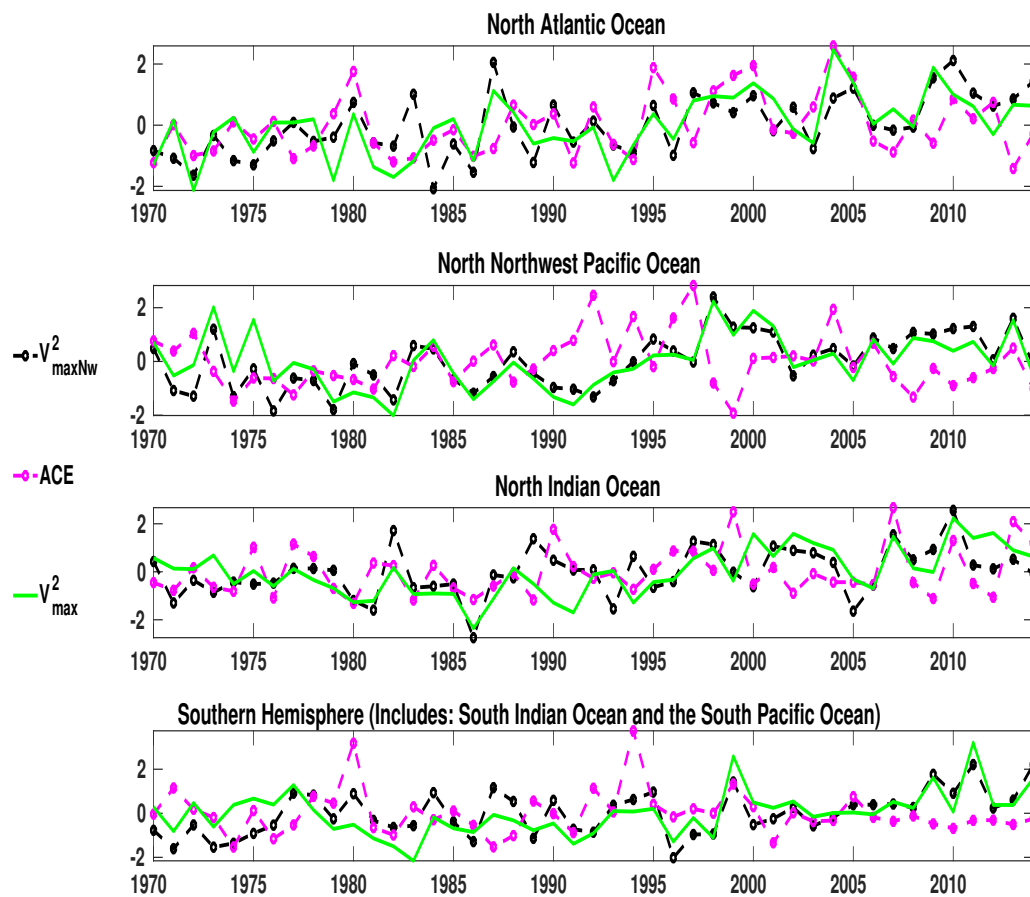 North Atlantic Ocean
2
0
-2
1970 1975 1980 1985 1990 1995 2000 2005 2010
North Northwest Pacific Ocean
2
0
-2
1970 1975 1980 1985 1990 1995 2000 2005 2010
V²maxNw
ACE
V²max
North Indian Ocean
2
0
-2
1970 1975 1980 1985 1990 1995 2000 2005 2010
Southern Hemisphere (Includes: South Indian Ocean and the South Pacific Ocean)
2
0
-2
1970 1975 1980 1985 1990 1995 2000 2005 2010